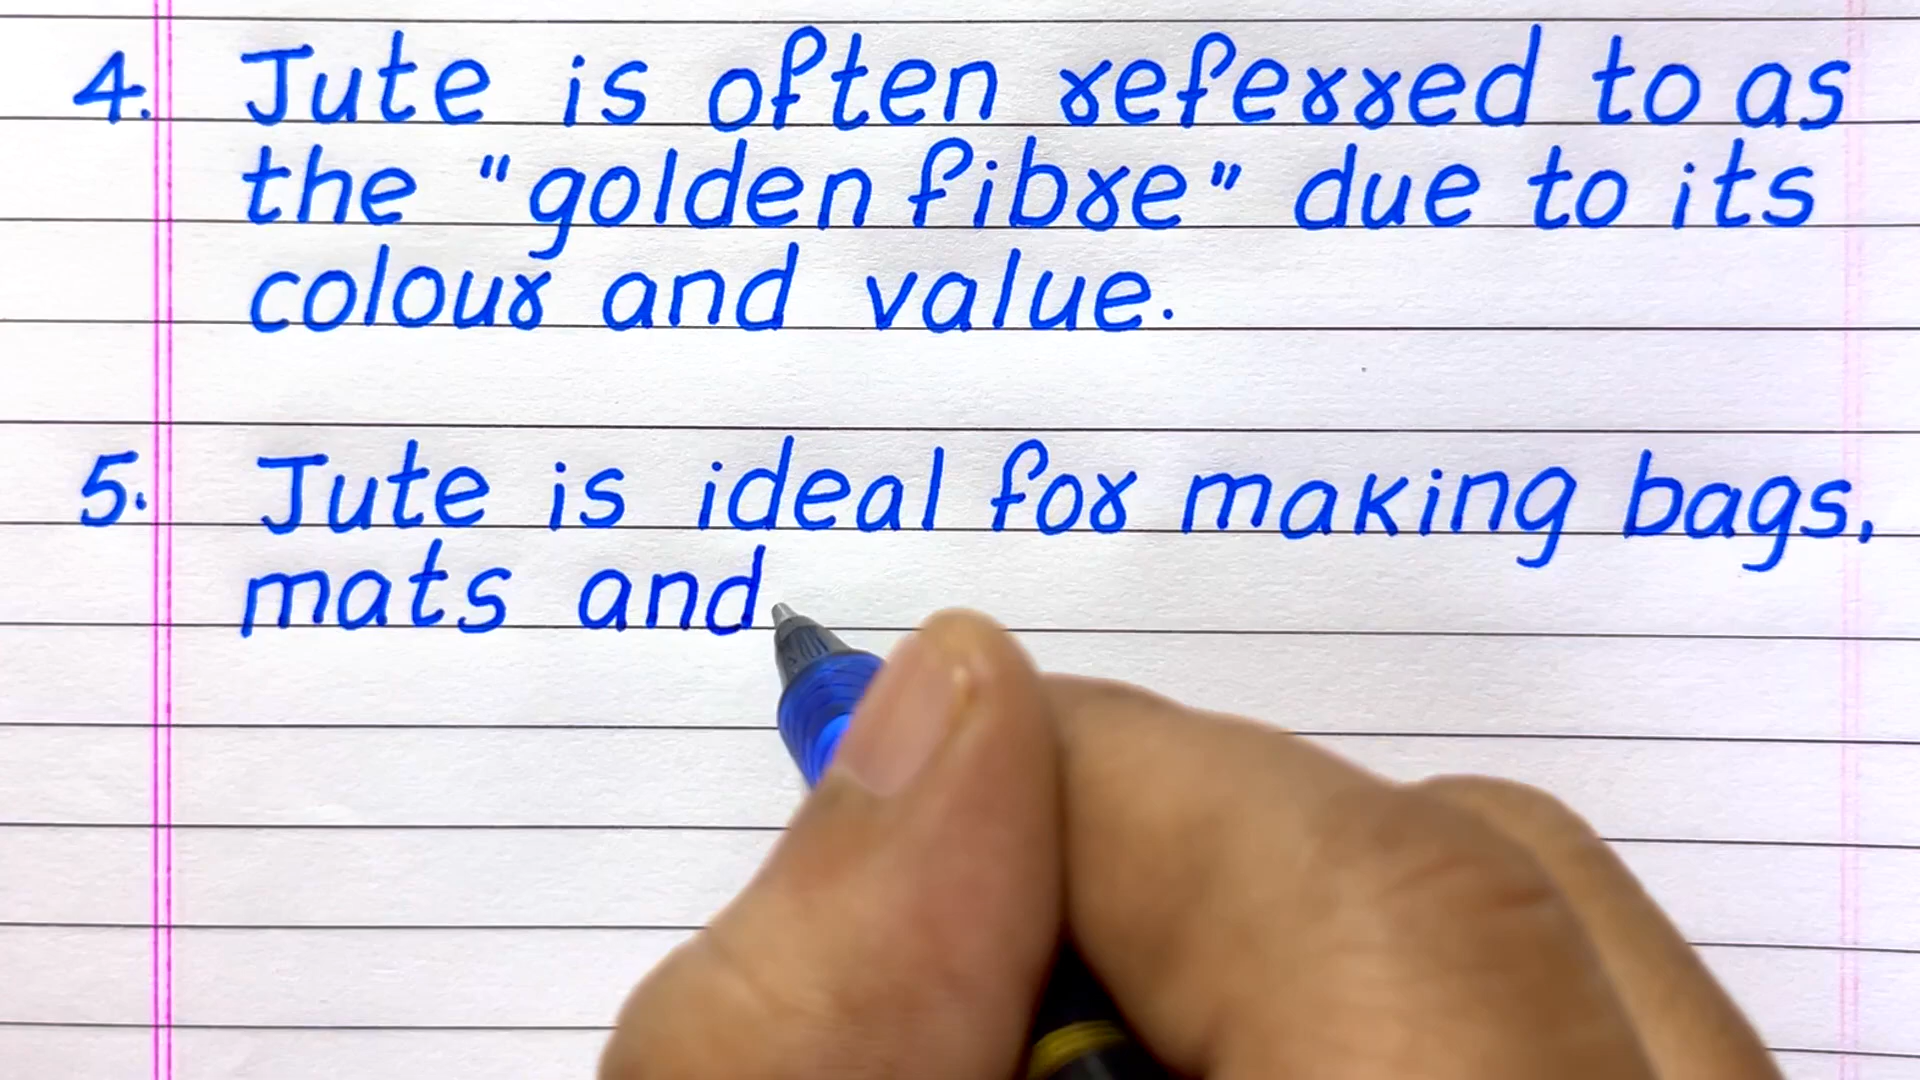 4. Jute is often referred to as
the "golden fibre" due to its
colour and value.
5. Jute is ideal for making bags,
mats and